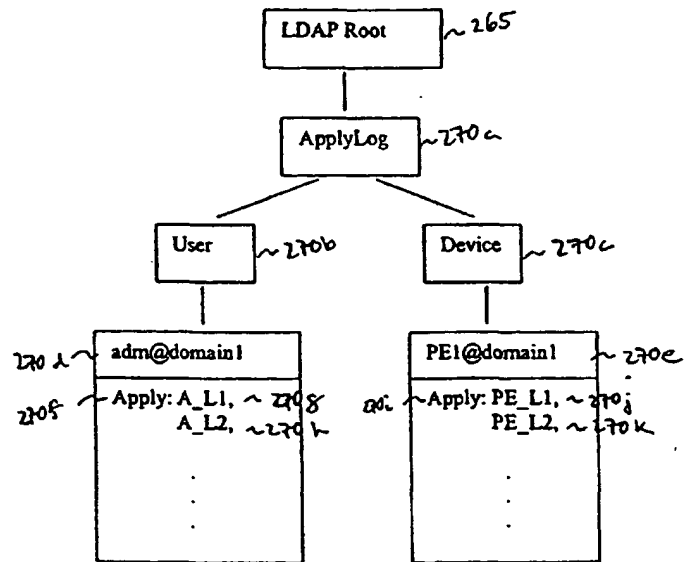 LDAP Root ~265
ApplyLog ~270a
User ~270b
Device ~270c
270d ~ adm@domain1
PE1@domain1 ~270e
270f ~ Apply: A_L1, ~270g
A_L2, ~270h
270i ~ Apply: PE_L1, ~270j
PE_L2, ~270k